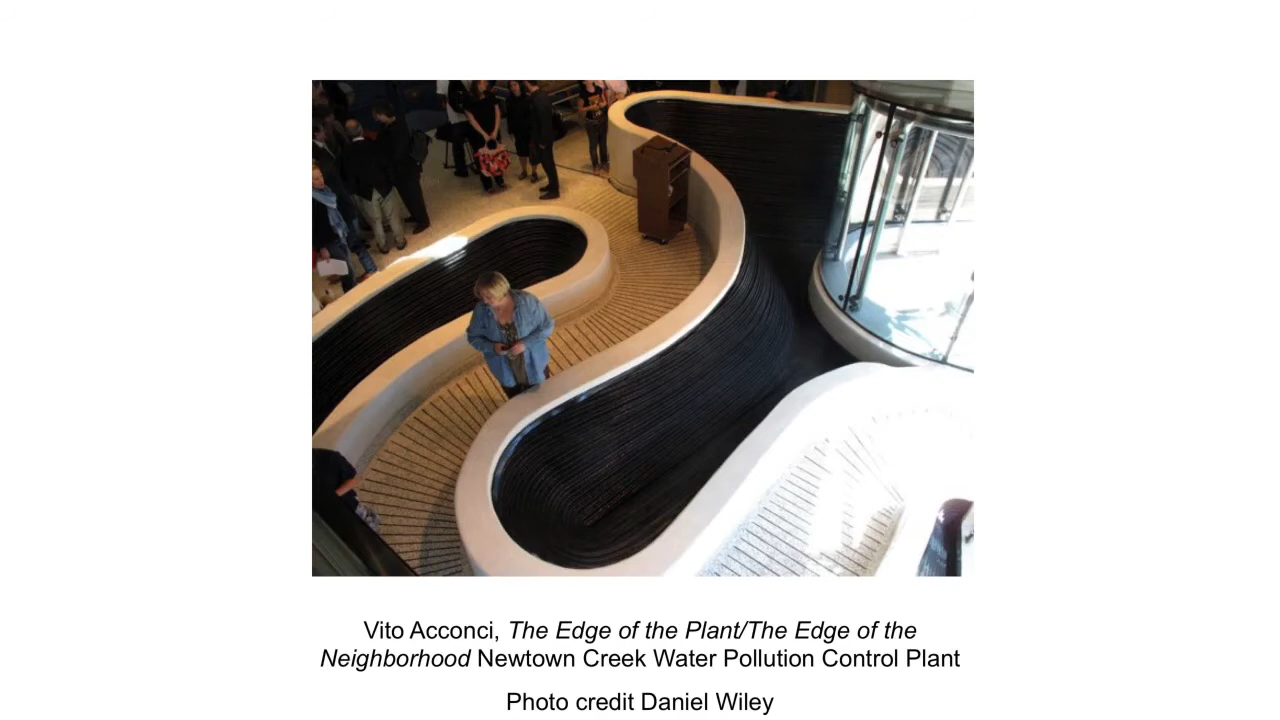 Vito Acconci, The Edge of the Plant/The Edge of the
Neighborhood Newtown Creek Water Pollution Control Plant
Photo credit Daniel Wiley